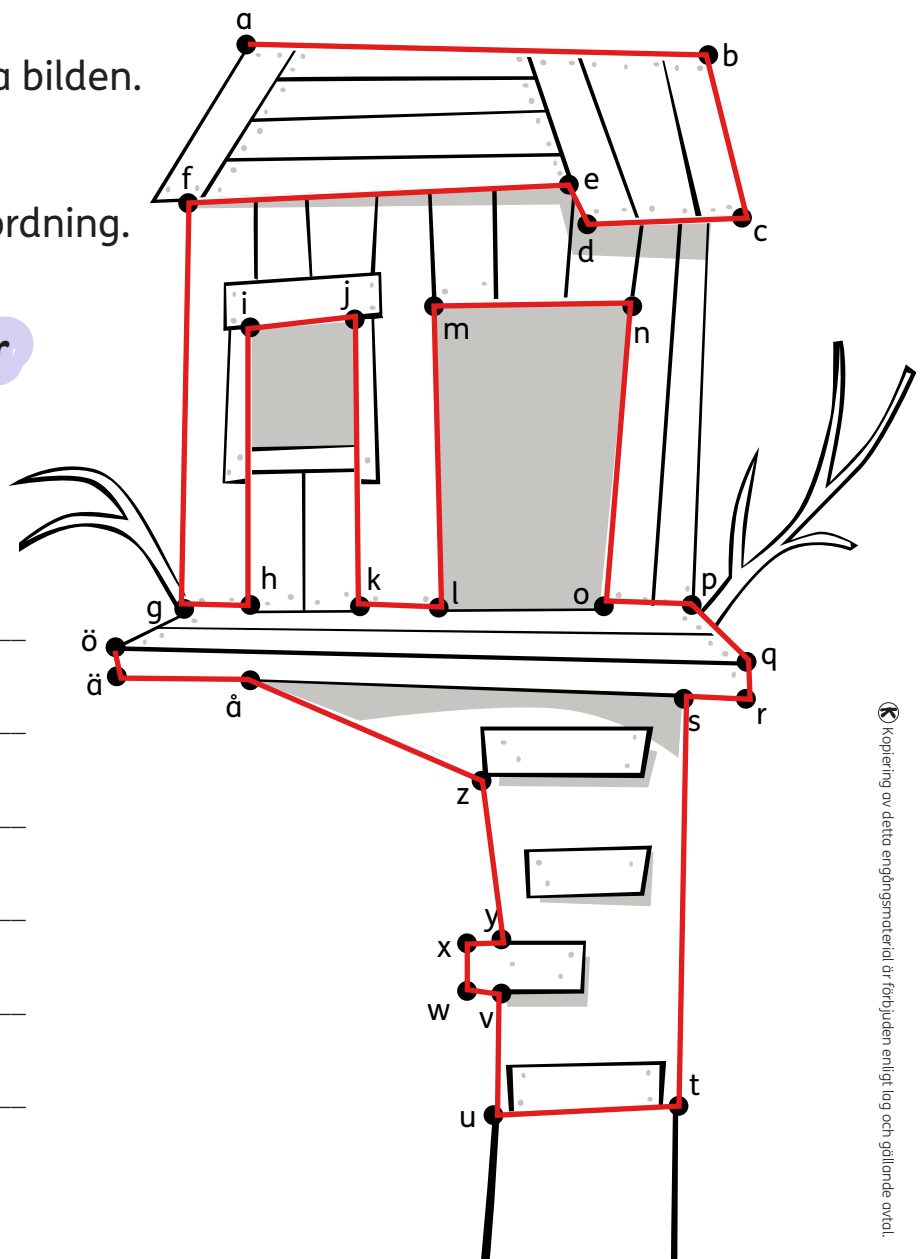 a bilden.
ordning.
r
a
b
c
d
e
f
g
h
i
j
k
l
m
n
o
p
q
r
s
t
u
v
w
x
y
z
å
ä
ö
K Kopiering av detta engångsmaterial är förbjuden enligt lag och gällande avtal.